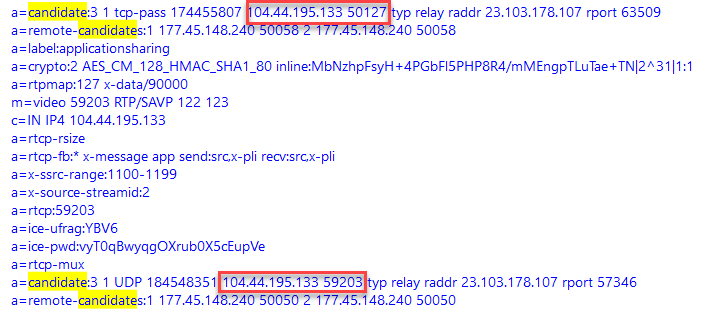 a=candidate:3 1 tcp-pass 174455807 104.44.195.133 50127 typ relay raddr 23.103.178.107 rport 63509
a=remote-candidates:1 177.45.148.240 50058 2 177.45.148.240 50058
a=label:applicationsharing
a=crypto:2 AES_CM_128_HMAC_SHA1_80 inline:MbNzhpFsyH+4PGbFl5PHP8R4/mMEngpTLuTae+TN|2^31|1:1
a=rtpmap:127 x-data/90000
m=video 59203 RTP/SAVP 122 123
c=IN IP4 104.44.195.133
a=rtcp-rsize
a=rtcp-fb:* x-message app send:src,x-pli recv:src,x-pli
a=x-ssrc-range:1100-1199
a=x-source-streamid:2
a=rtcp:59203
a=ice-ufrag:YBV6
a=ice-pwd:vyT0qBwyqgOXrub0X5cEupVe
a=rtcp-mux
a=candidate:3 1 UDP 184548351 104.44.195.133 59203 typ relay raddr 23.103.178.107 rport 57346
a=remote-candidates:1 177.45.148.240 50050 2 177.45.148.240 50050